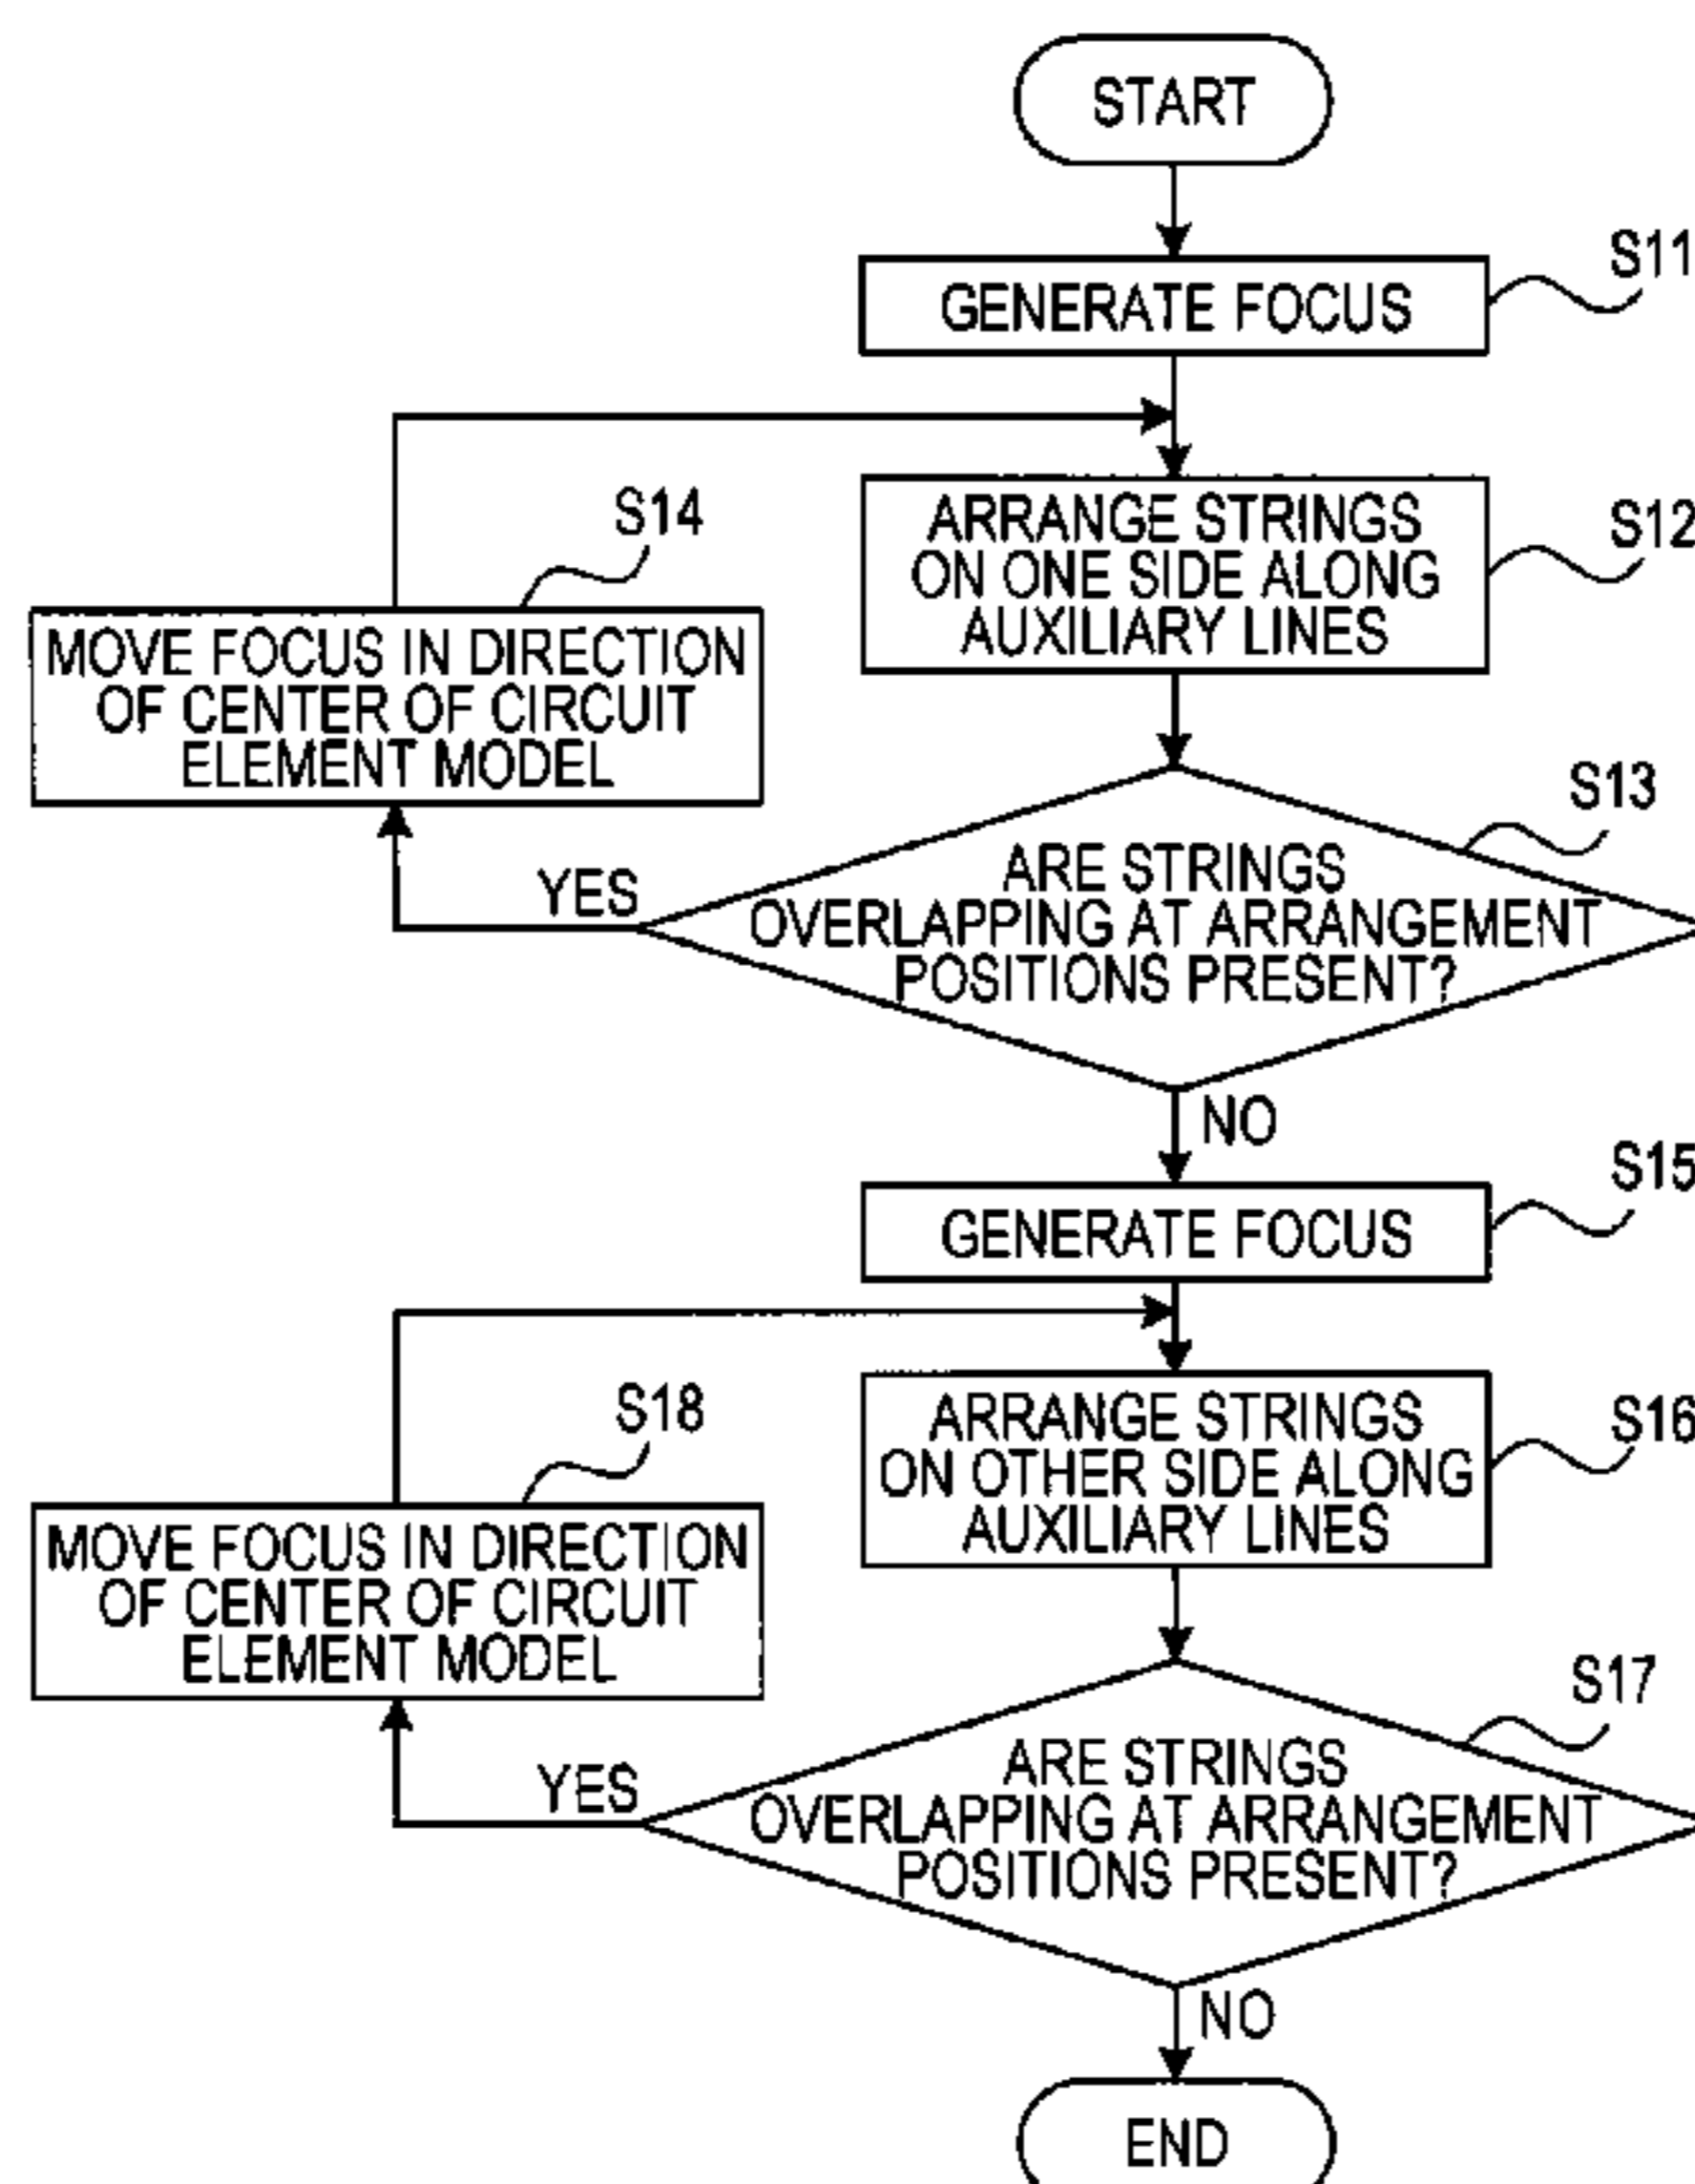 START
S11
GENERATE FOCUS
S14
S12
ARRANGE STRINGS
ON ONE SIDE ALONG
AUXILIARY LINES
MOVE FOCUS IN DIRECTION
OF CENTER OF CIRCUIT
ELEMENT MODEL
S13
YES
ARE STRINGS
OVERLAPPING AT ARRANGEMENT
POSITIONS PRESENT?
NO
S15
GENERATE FOCUS
S18
S16
ARRANGE STRINGS
ON OTHER SIDE ALONG
AUXILIARY LINES
MOVE FOCUS IN DIRECTION
OF CENTER OF CIRCUIT
ELEMENT MODEL
S17
YES
ARE STRINGS
OVERLAPPING AT ARRANGEMENT
POSITIONS PRESENT?
NO
END